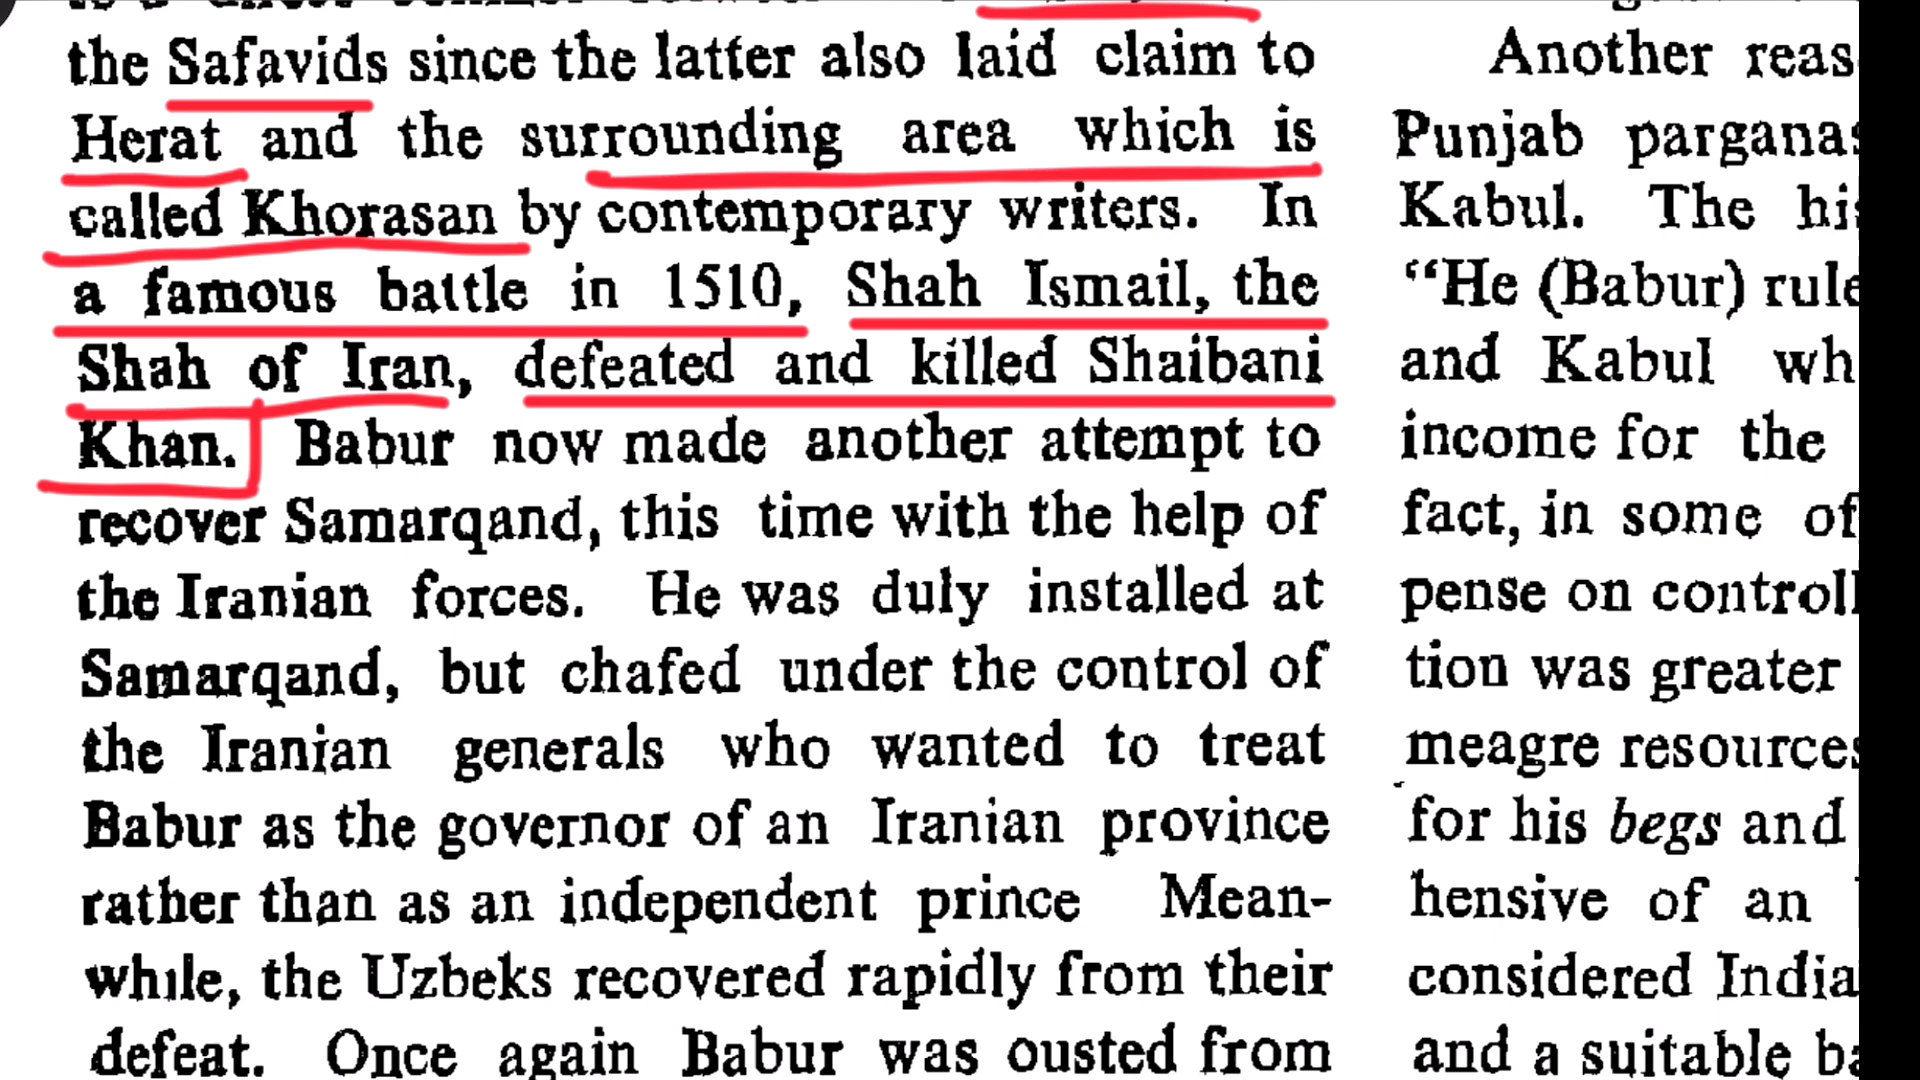 the Safavids since the latter also laid claim to
Herat and the surrounding area which is
called Khorasan by contemporary writers. In
a famous battle in 1510, Shah Ismail, the
Shah of Iran, defeated and killed Shaibani
Khan. Babur now made another attempt to
recover Samarqand, this time with the help of
the Iranian forces. He was duly installed at
Samarqand, but chafed under the control of
the Iranian generals who wanted to treat
Babur as the governor of an Iranian province
rather than as an independent prince Mean-
while, the Uzbeks recovered rapidly from their
defeat. Once again Babur was ousted from
Another
Punjab
Kabul. The
“He (Babur)
and Kabul
income for the
fact, in some of
pense on
tion was greater
meagre
for his begs and
hensive of an
considered India
and a suitable